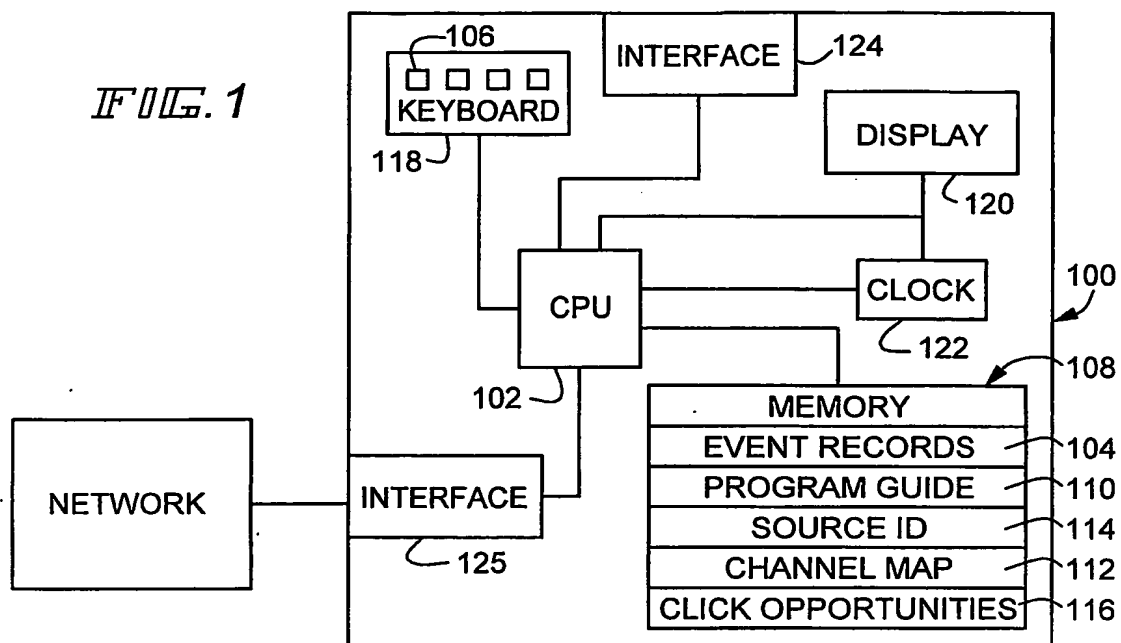 FIG. 1
106
KEYBOARD
118
INTERFACE
124
DISPLAY
120
CPU
102
CLOCK
122
100
108
MEMORY
EVENT RECORDS
104
PROGRAM GUIDE
110
SOURCE ID
114
CHANNEL MAP
112
CLICK OPPORTUNITIES
116
NETWORK
INTERFACE
125